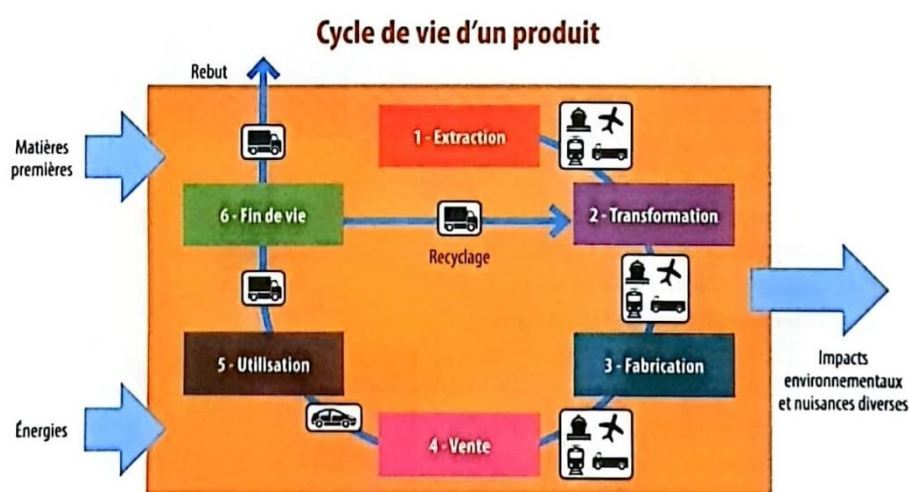 Cycle de vie d'un produit
Rebut
Matières
premières
1 - Extraction
6 - Fin de vie
2 - Transformation
Recyclage
5 - Utilisation
3 - Fabrication
Impacts
environnementaux
et nuisances diverses
Énergies
4 - Vente